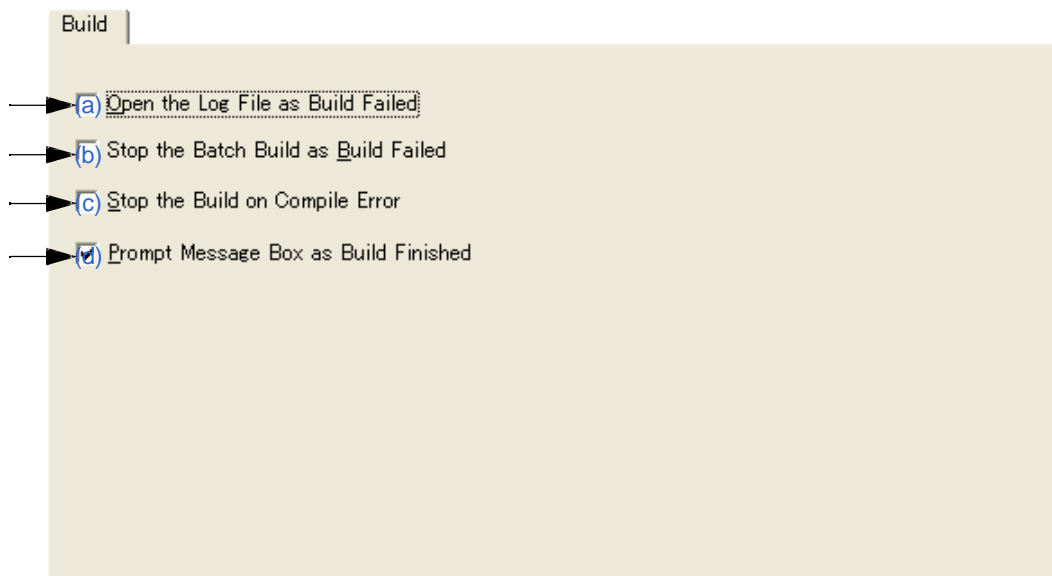 Build
(a) Open the Log File as Build Failed
(b) Stop the Batch Build as Build Failed
(c) Stop the Build on Compile Error
(d) Prompt Message Box as Build Finished